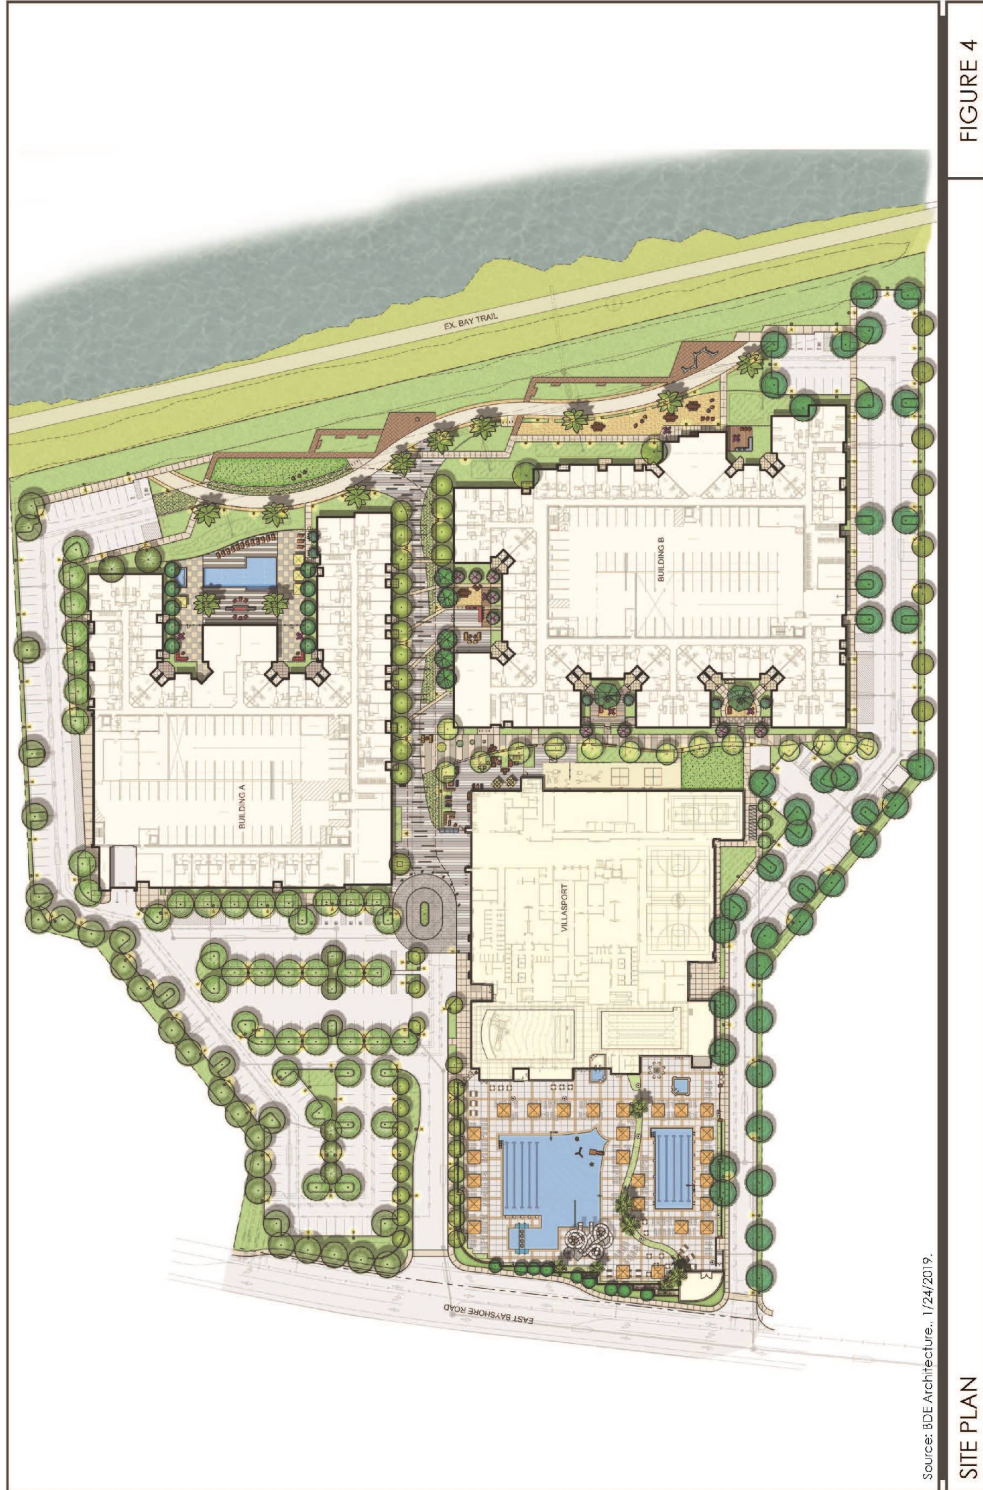 EX. BAY TRAIL
BUILDING A
BUILDING B
VILLASPORT
EAST BAYSHORE ROAD
Source: BDE Architecture., 1/24/2019.
SITE PLAN
FIGURE 4